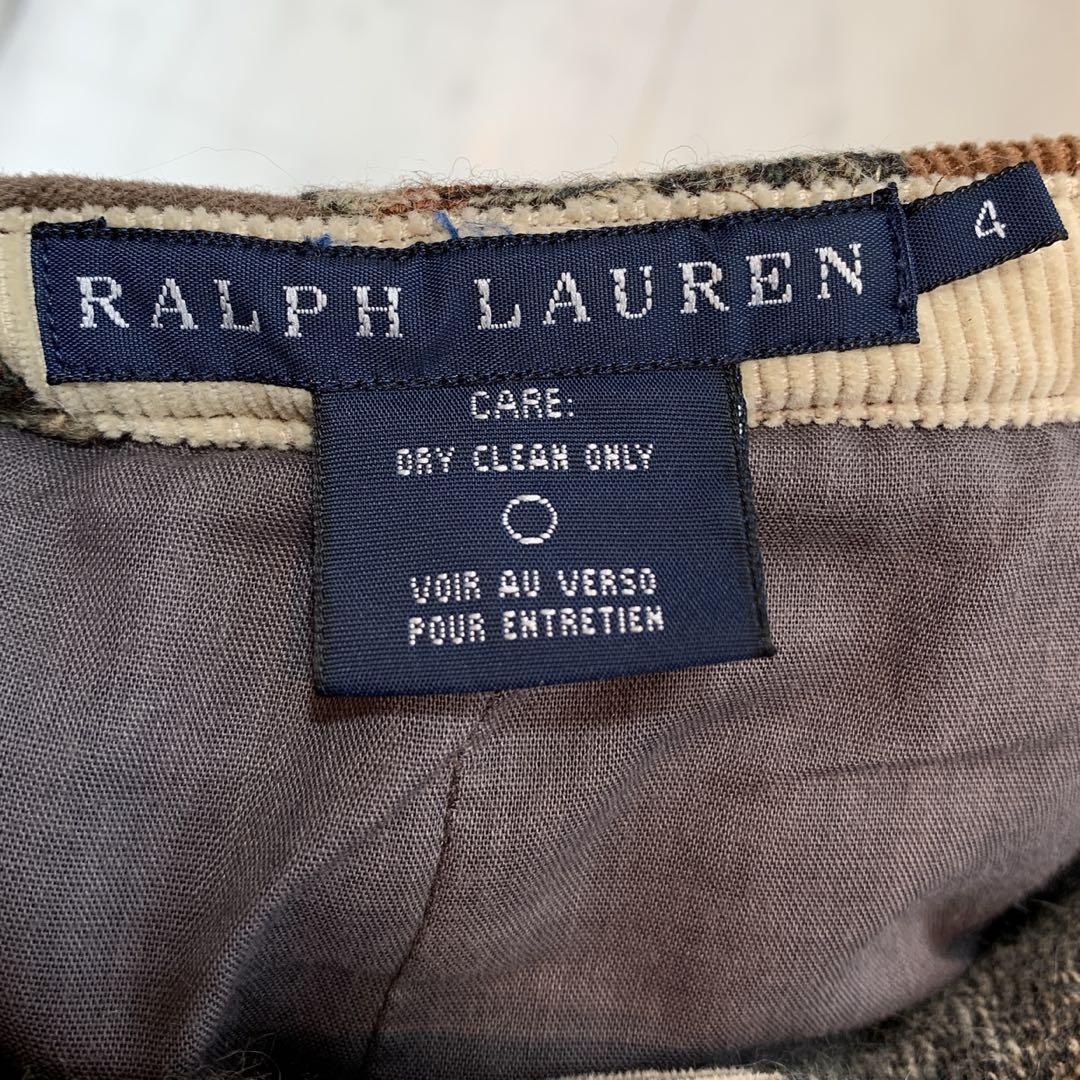 RALPH LAUREN
4
CARE:
DRY CLEAN ONLY
VOIR AU VERSO
POUR ENTRETIEN